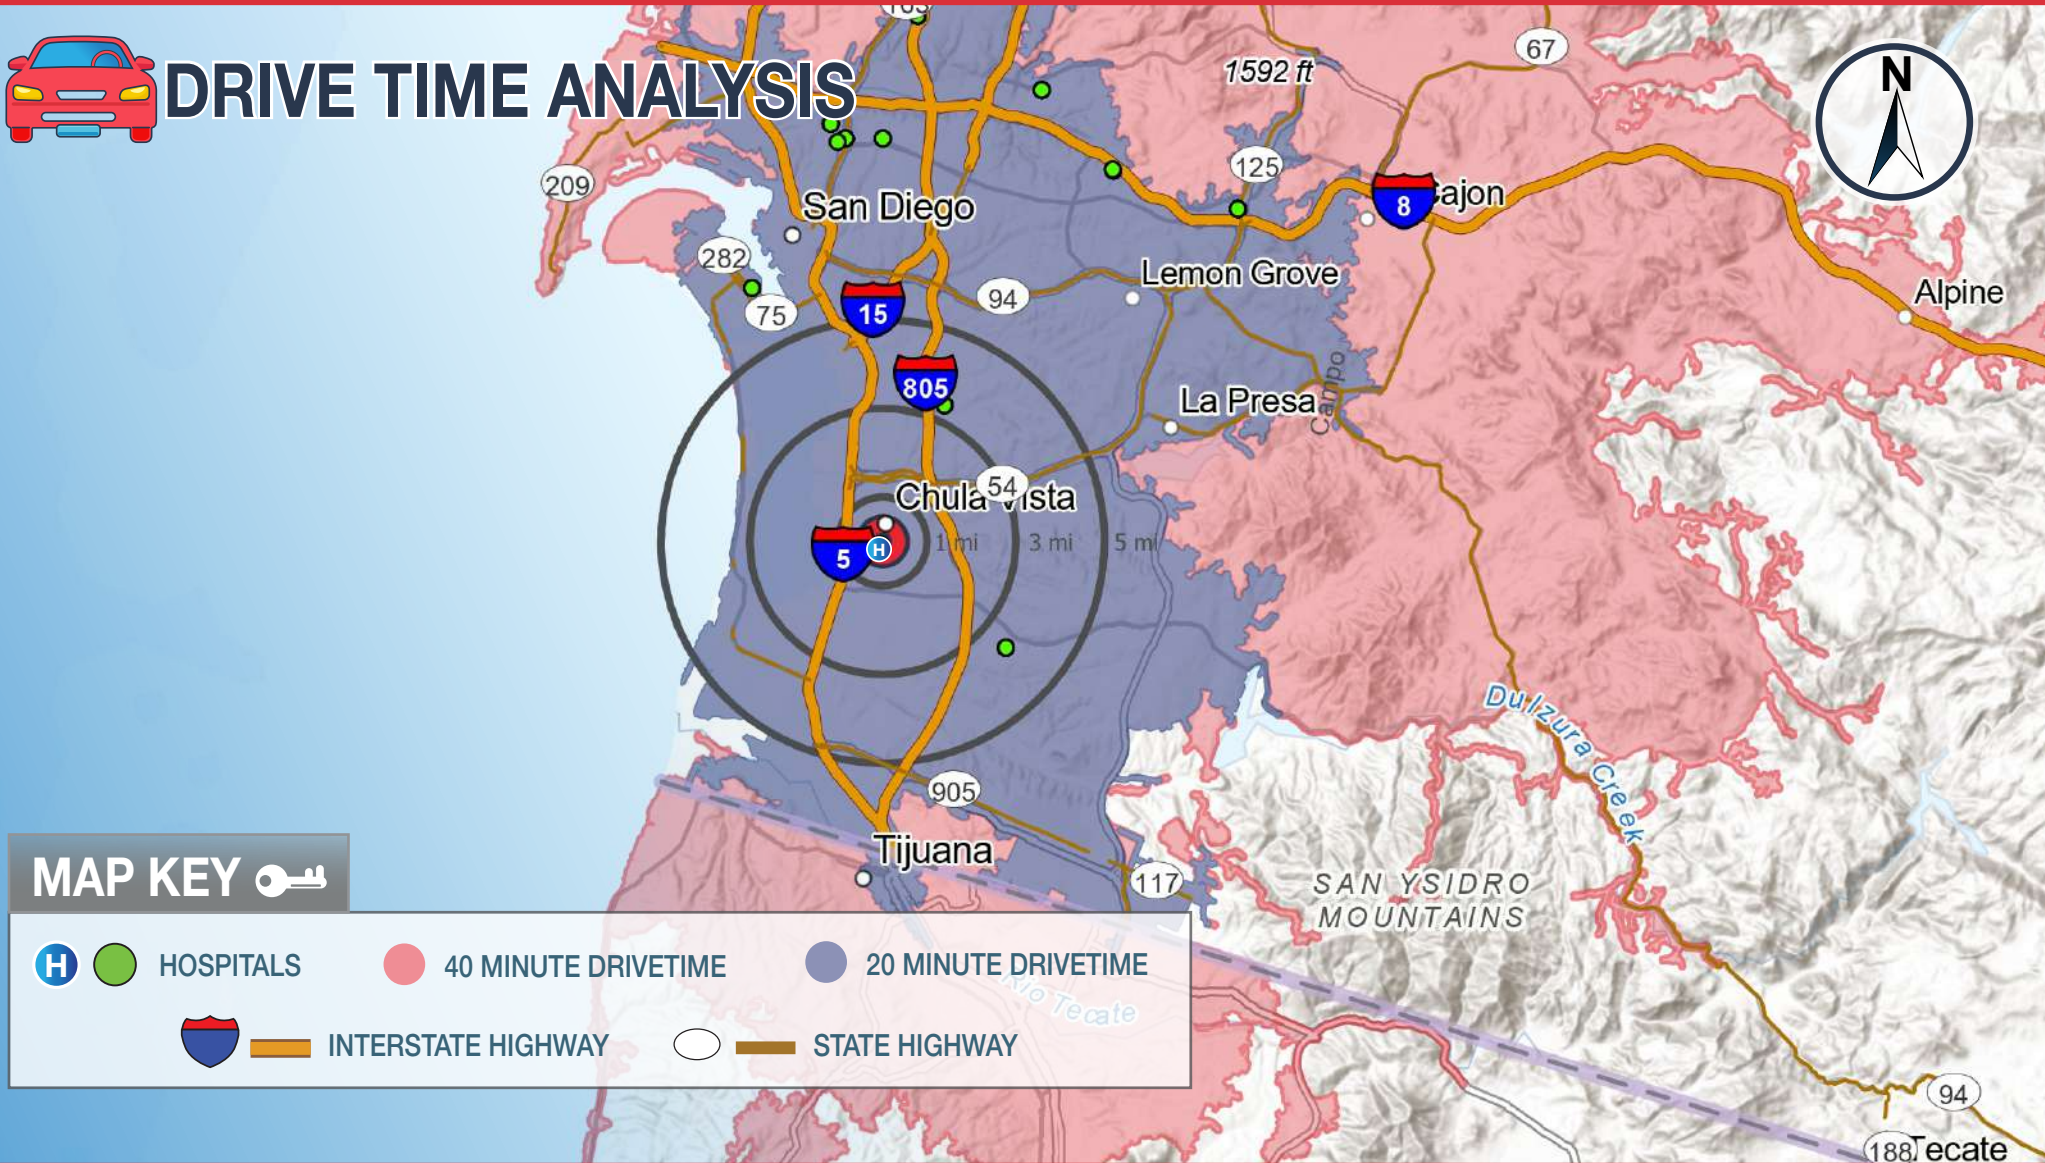 163
DRIVE TIME ANALYSIS
1592 ft
67
N
209
125
San Diego
8
Cajon
282
75
15
94
Lemon Grove
Alpine
805
La Presa
Campo
54
Chula Vista
5
H
1 mi
3 mi
5 mi
Dulzura Creek
905
Tijuana
117
SAN YSIDRO
MOUNTAINS
MAP KEY
H HOSPITALS
40 MINUTE DRIVETIME
20 MINUTE DRIVETIME
Rio Tecate
INTERSTATE HIGHWAY
STATE HIGHWAY
94
188
Tecate